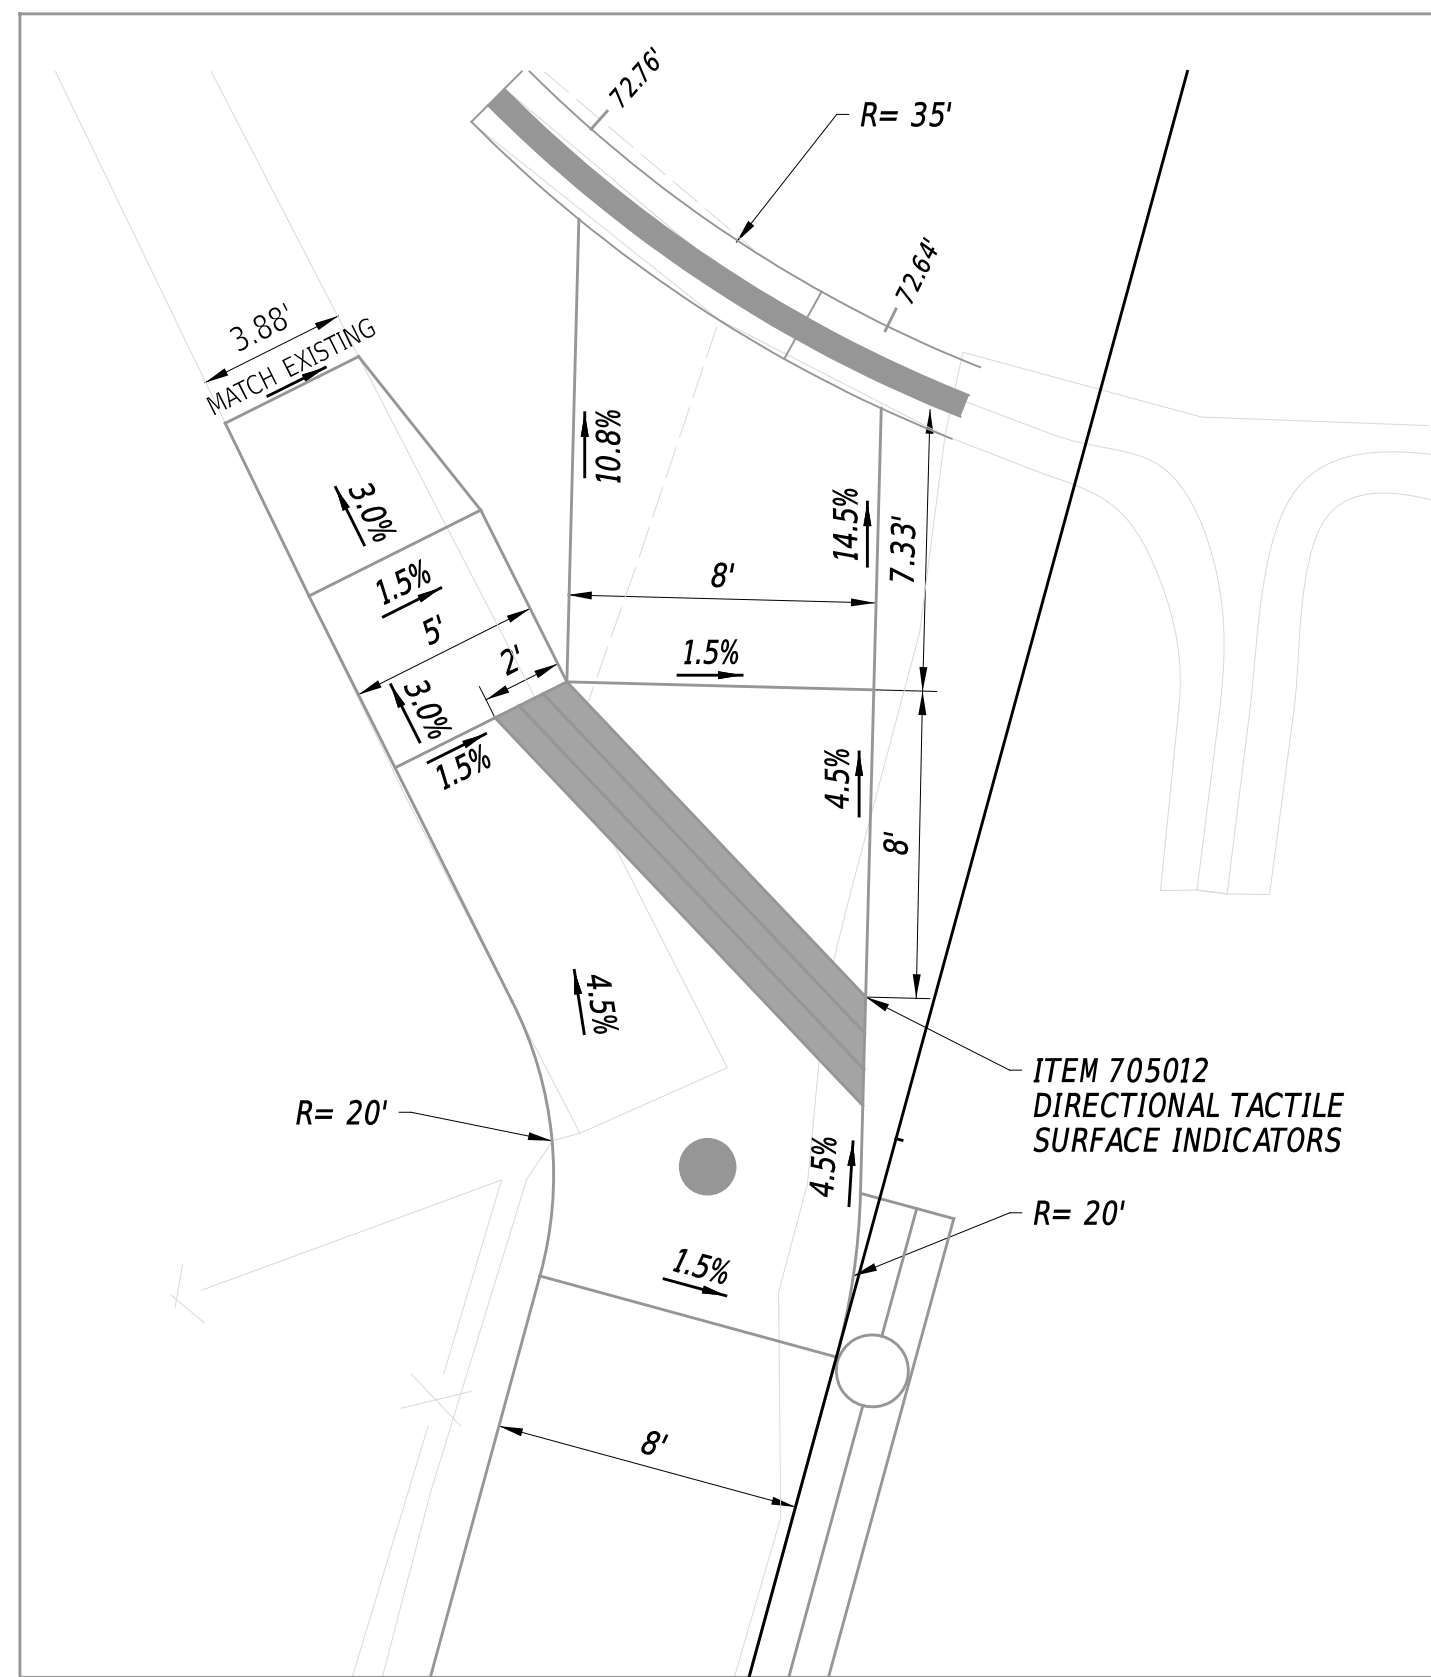 72.76'
R= 35'
72.64'
3.88'
MATCH EXISTING
10.8%
14.5%
7.33'
3.0%
1.5%
8'
5'
2'
1.5%
3.0%
1.5%
4.5%
8'
4.5%
ITEM 705012
DIRECTIONAL TACTILE
SURFACE INDICATORS
R= 20'
4.5%
R= 20'
1.5%
8'